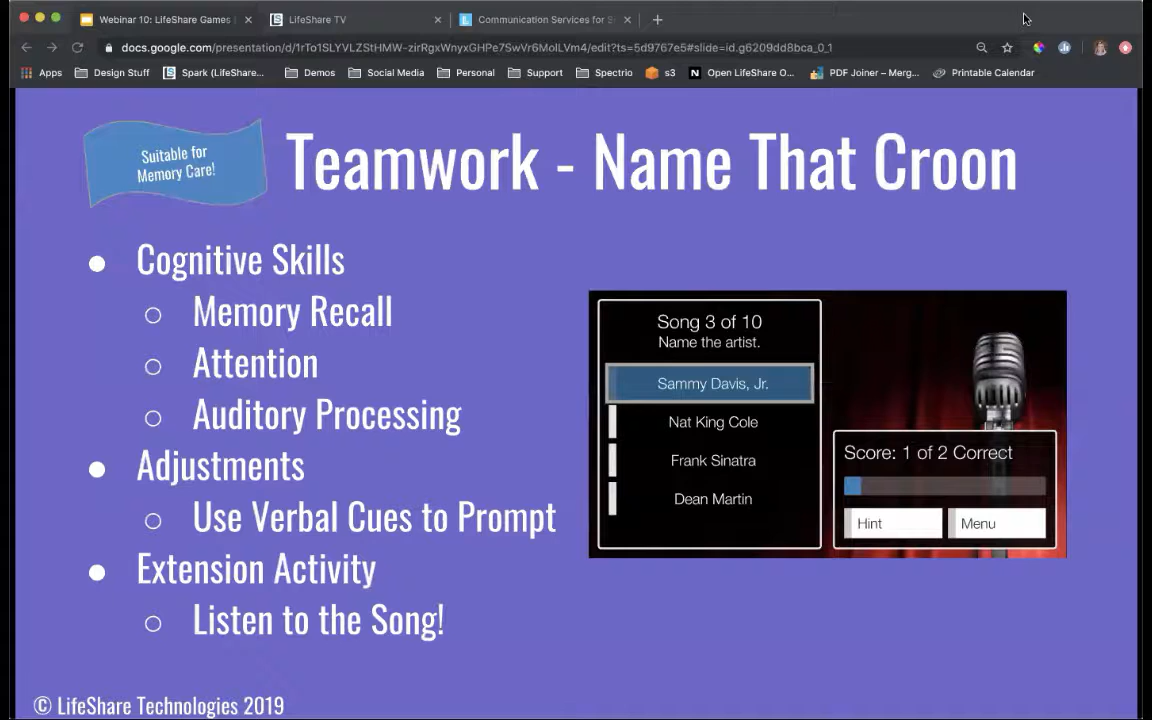 Webinar 10: LifeShare Games
LifeShare TV
Communication Services for S
docs.google.com/presentation/d/1rTo1SLYVLZStHMW-zirRgxWnyxGHPe7SwVr6MolLVm4/edit?ts=5d9767e5#slide=id.g6209dd8bca_0_1
Apps
Design Stuff
Spark (LifeShare...
Demos
Social Media
Personal
Support
Spectrio
s3
Open LifeShare O...
PDF Joiner – Merg...
Printable Calendar
Suitable for
Memory Care!
Teamwork - Name That Croon
Cognitive Skills
Memory Recall
Attention
Auditory Processing
Adjustments
Use Verbal Cues to Prompt
Extension Activity
Listen to the Song!
Song 3 of 10
Name the artist.
Sammy Davis, Jr.
Nat King Cole
Frank Sinatra
Dean Martin
Score: 1 of 2 Correct
Hint
Menu
© LifeShare Technologies 2019